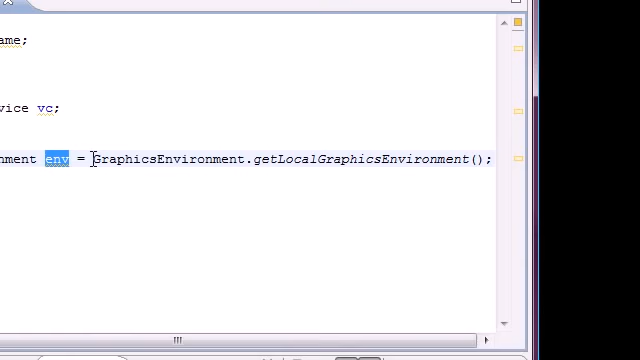 ame;
vice vc;
nment env = GraphicsEnvironment.getLocalGraphicsEnvironment();